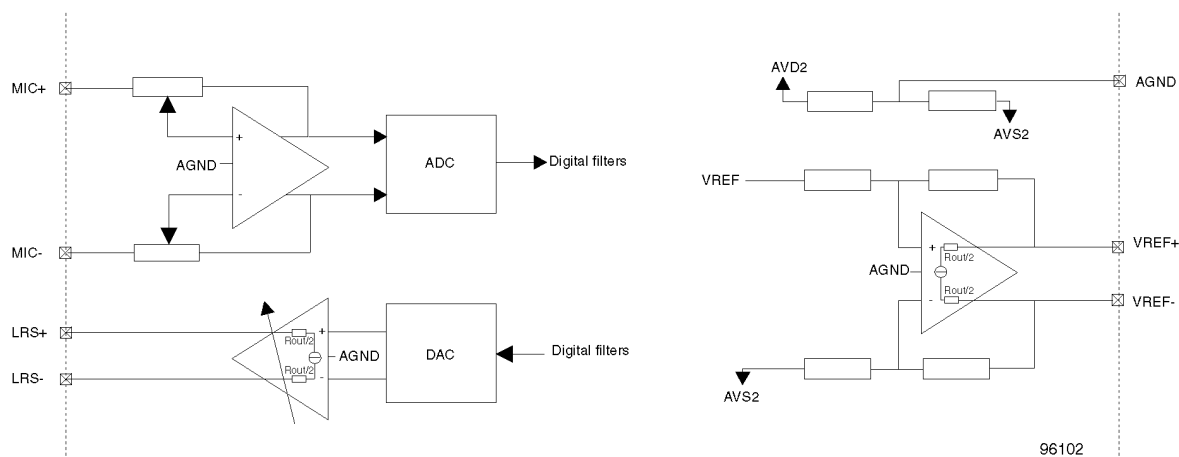 MIC+
+
AGND
-
ADC
Digital filters
MIC-
LRS+
Rout/2
+
AGND
Rout/2
-
DAC
Digital filters
LRS-
AVD2
AGND
AVS2
VREF
+
Rout/2
VREF+
AGND
-
Rout/2
VREF-
AVS2
96102